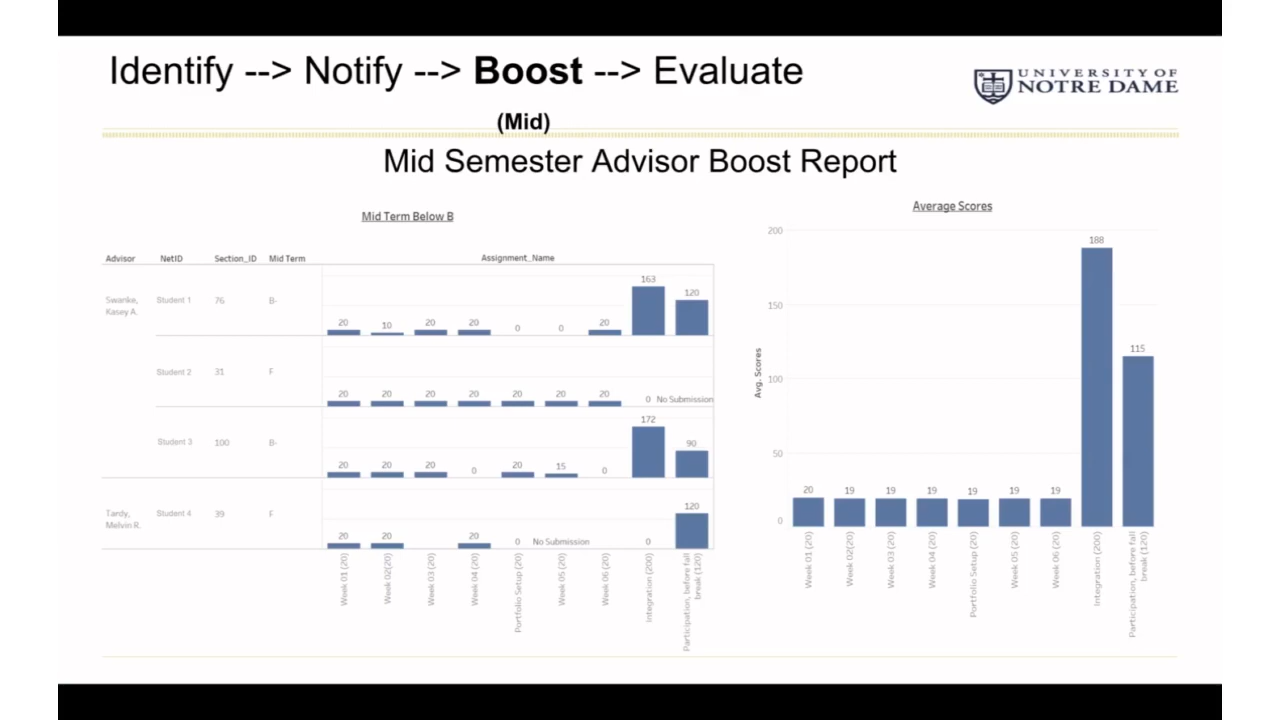 Identify --> Notify --> Boost --> Evaluate
(Mid)
UNIVERSITY OF
NOTRE DAME
Mid Semester Advisor Boost Report
Mid Term Below B
Advisor NetID Section_ID Mid Term Assignment_Name
Swanke, Kasey A. Student 1 76 B-
20 10 20 20 0 0 20 163 120
Student 2 31 F
20 20 20 20 20 20 20 0 No Submission
Student 3 100 B-
20 20 20 0 20 15 0 172 90
Tardy, Melvin R. Student 4 39 F
20 20 20 0 No Submission 0 120
Week 01 (20)
Week 02(20)
Week 03 (20)
Week 04 (20)
Portfolio Setup (20)
Week 05 (20)
Week 06 (20)
Integration (200)
Participation, before fall
break (120)
Average Scores
Avg. Scores
200
150
100
50
0
20 19 19 19 19 19 19 188 115
Week 01 (20)
Week 02(20)
Week 03 (20)
Week 04 (20)
Portfolio Setup (20)
Week 05 (20)
Week 06 (20)
Integration (200)
Participation, before fall
break (120)